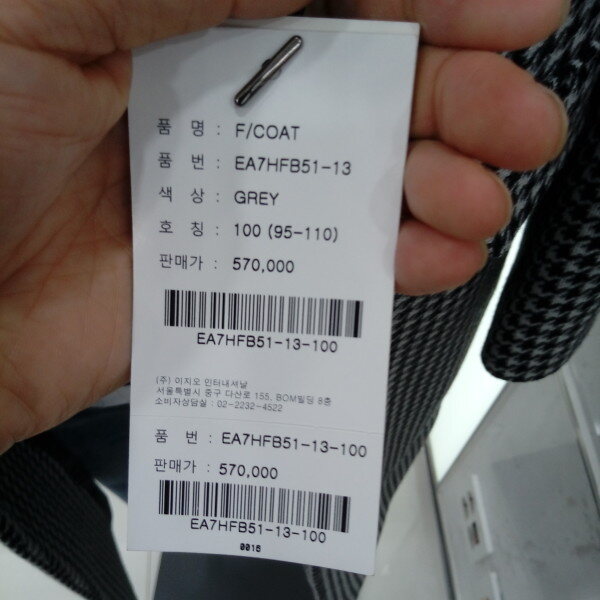 품 명 : F/COAT
품 번 : EA7HFB51-13
색 상 : GREY
호 칭 : 100 (95-110)
판매가 : 570,000
EA7HFB51-13-100
(주) 이지오 인터내셔날
서울특별시 중구 다산로 155, BOM빌딩 8층
소비자상담실 : 02-2232-4522
품 번 : EA7HFB51-13-100
판매가 : 570,000
EA7HFB51-13-100
0016